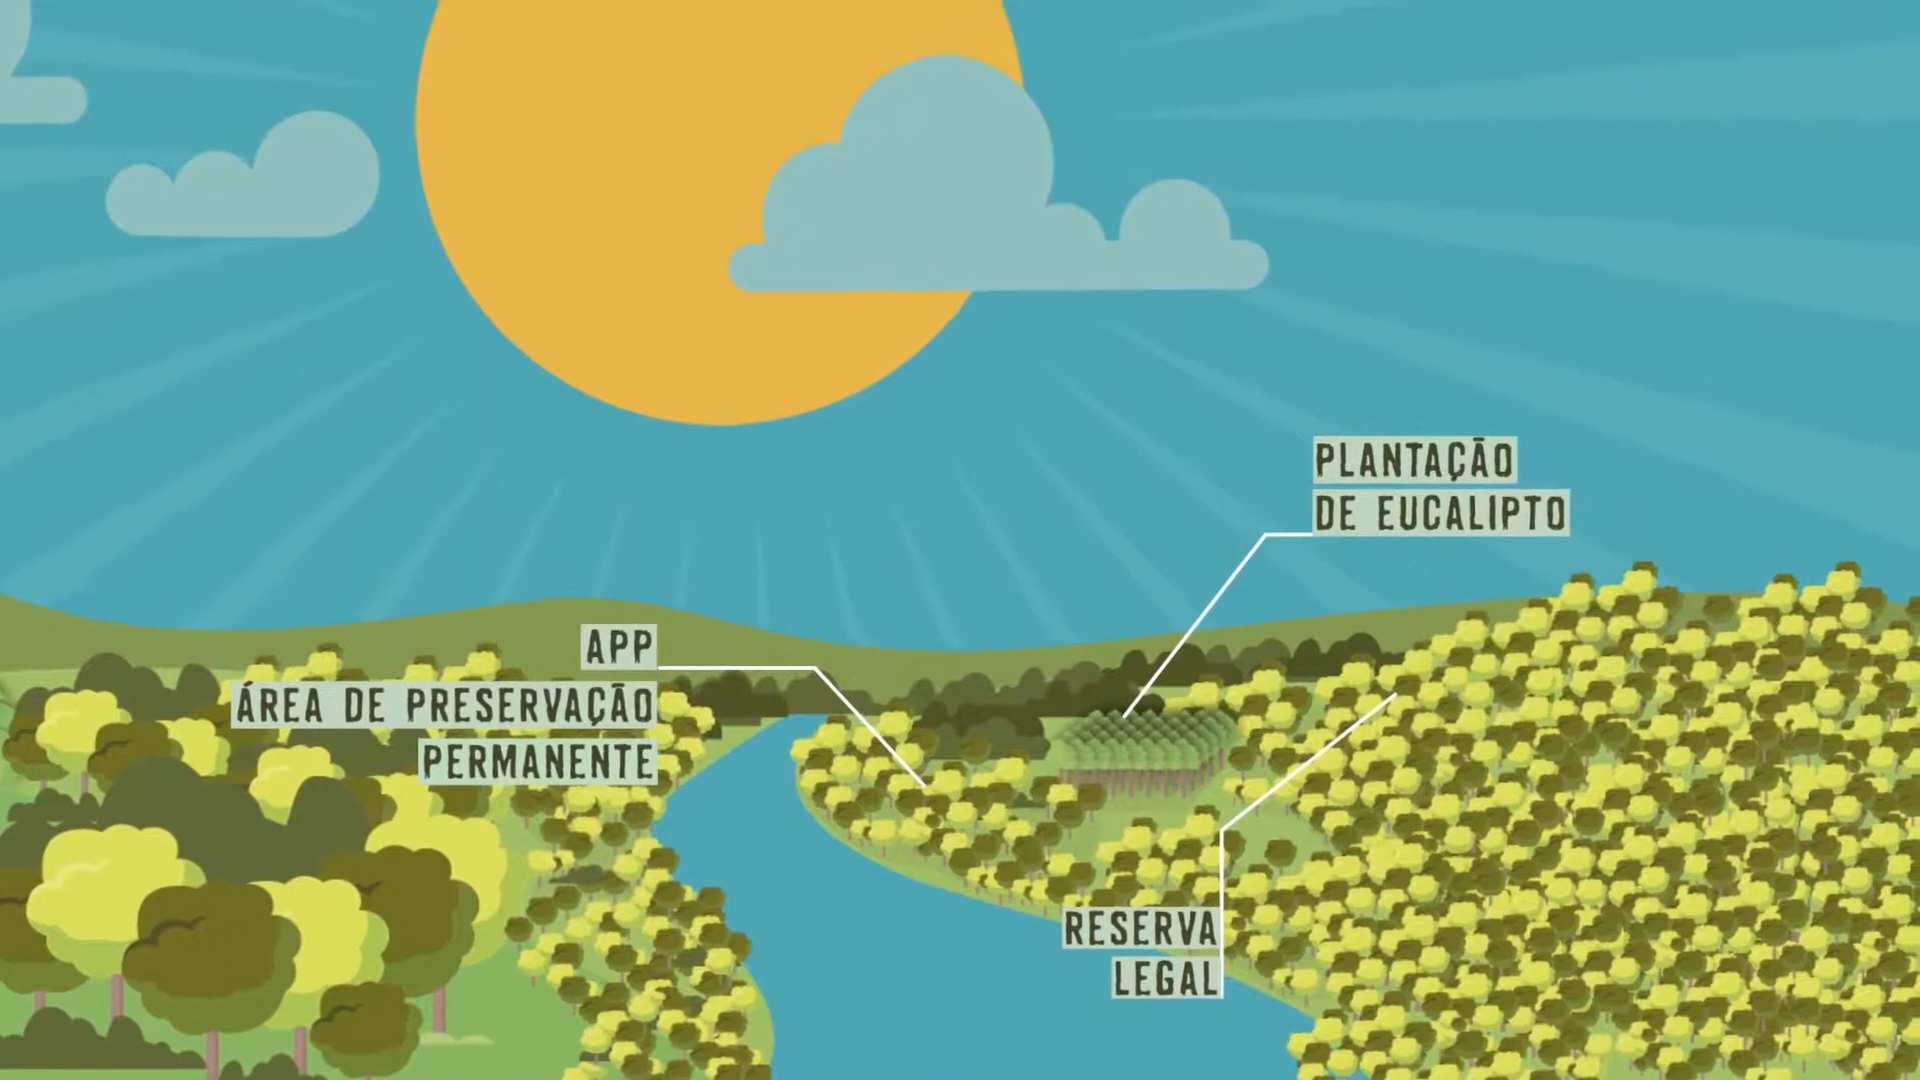 PLANTAÇÃO
DE EUCALIPTO
APP
ÁREA DE PRESERVAÇÃO
PERMANENTE
RESERVA
LEGAL